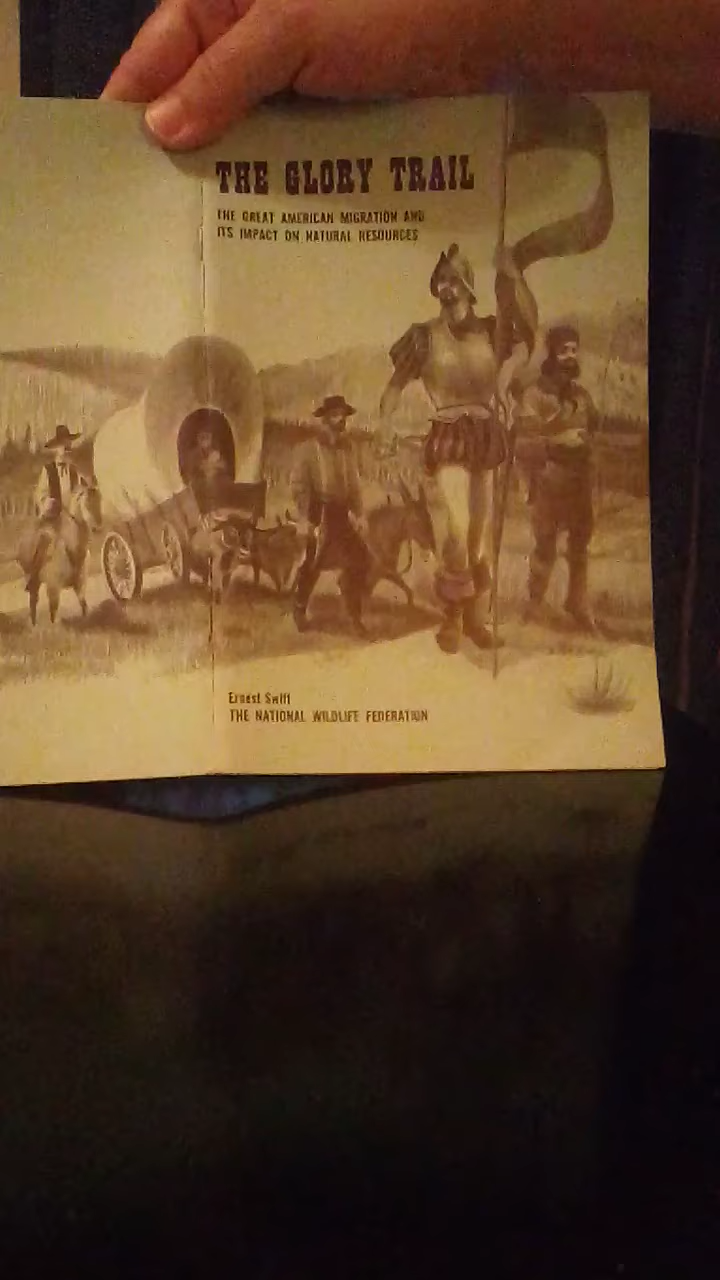 THE GLORY TRAIL
THE GREAT AMERICAN MIGRATION AND
ITS IMPACT ON NATURAL RESOURCES
Ernest Swift
THE NATIONAL WILDLIFE FEDERATION